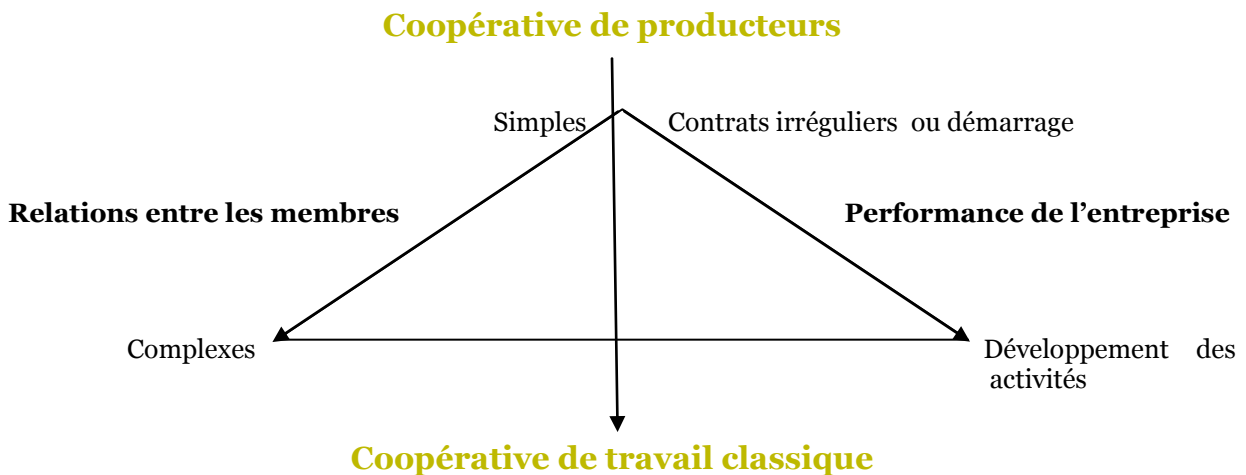 Coopérative de producteurs
Simples
Contrats irréguliers ou démarrage
Relations entre les membres
Performance de l’entreprise
Complexes
Développement des
activités
Coopérative de travail classique